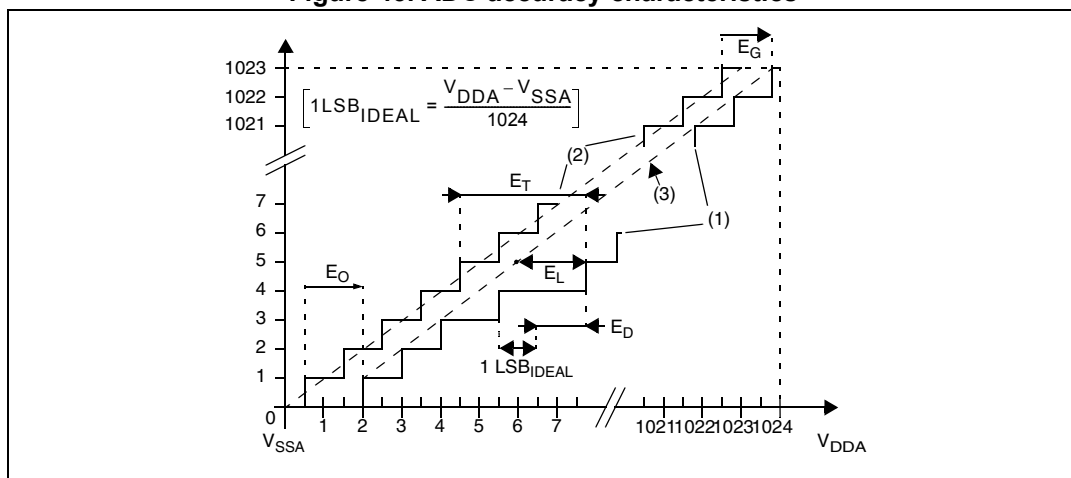 Figure ADC accuracy characteristics
E_G
1023
1022
1021
[1LSB_IDEAL = (V_DDA – V_SSA) / 1024]
(2)
E_T
(3)
(1)
7
6
5
4
3
2
1
0
E_O
E_L
E_D
1 LSB_IDEAL
1 2 3 4 5 6 7 1021 1022 1023 1024
V_SSA
V_DDA